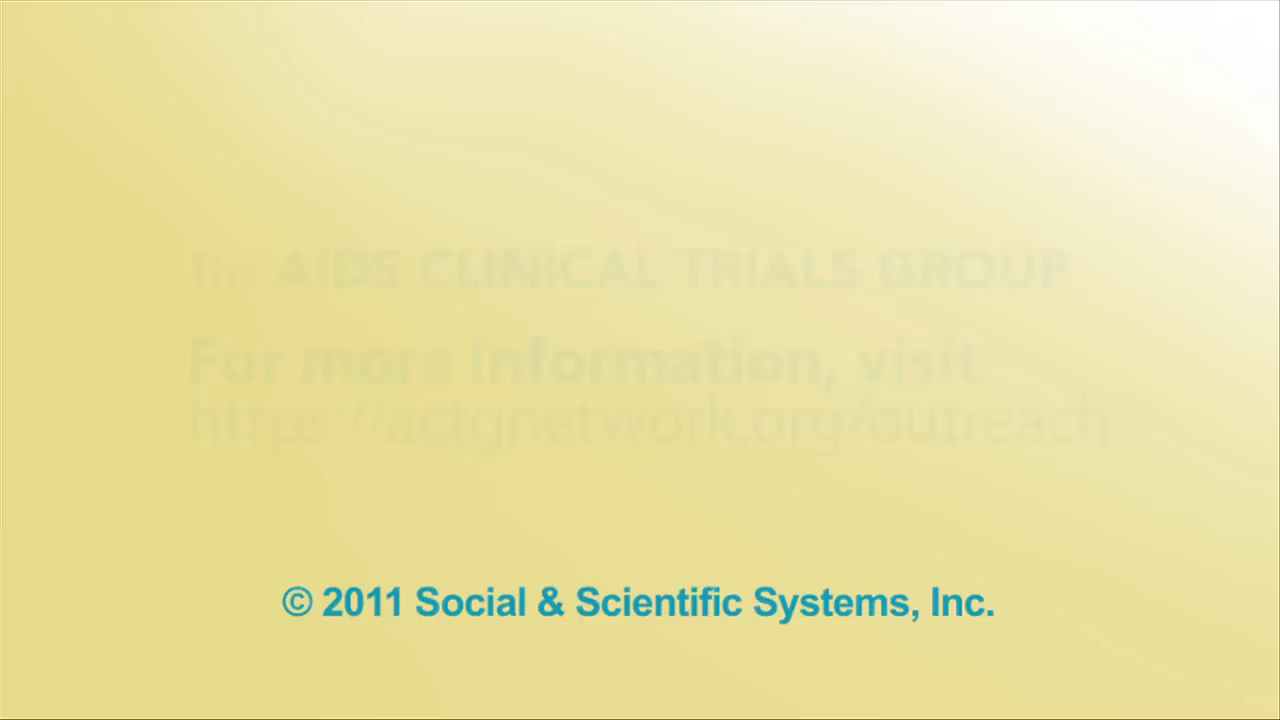 The AIDS CLINICAL TRIALS GROUP
For more information, visit
https://actgnetwork.org/outreach
© 2011 Social & Scientific Systems, Inc.